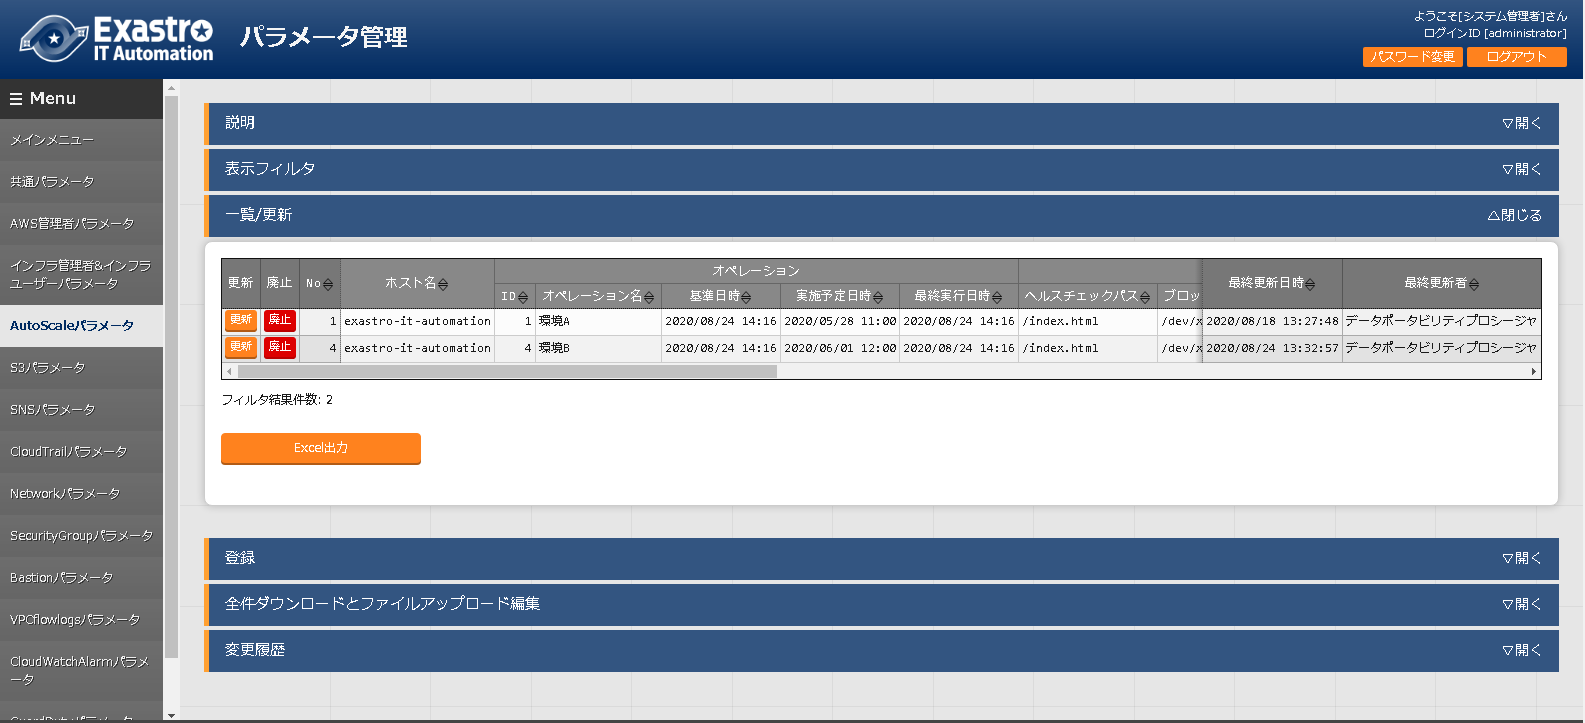 Exastro
IT Automation
パラメータ管理
ようこそ[システム管理者]さん
ログインID [administrator]
パスワード変更 ログアウト
☰ Menu
メインメニュー
共通パラメータ
AWS管理者パラメータ
インフラ管理者&インフラ
ユーザーパラメータ
AutoScaleパラメータ
S3パラメータ
SNSパラメータ
CloudTrailパラメータ
Networkパラメータ
SecurityGroupパラメータ
Bastionパラメータ
VPCflowlogsパラメータ
CloudWatchAlarmパラメ
ータ
説明 ▽開く
表示フィルタ ▽開く
一覧/更新 △閉じる
オペレーション
更新 廃止 No ホスト名 最終更新日時 最終更新者
ID オペレーション名 基準日時 実施予定日時 最終実行日時 ヘルスチェックパス ブロッ
更新 廃止 1 exastro-it-automation 1 環境A 2020/08/24 14:16 2020/05/28 11:00 2020/08/24 14:16 /index.html /dev/x 2020/08/18 13:27:48 データポータビリティプロシージャ
更新 廃止 4 exastro-it-automation 4 環境B 2020/08/24 14:16 2020/06/01 12:00 2020/08/24 14:16 /index.html /dev/x 2020/08/24 13:32:57 データポータビリティプロシージャ
フィルタ結果件数: 2
Excel出力
登録 ▽開く
全件ダウンロードとファイルアップロード編集 ▽開く
変更履歴 ▽開く